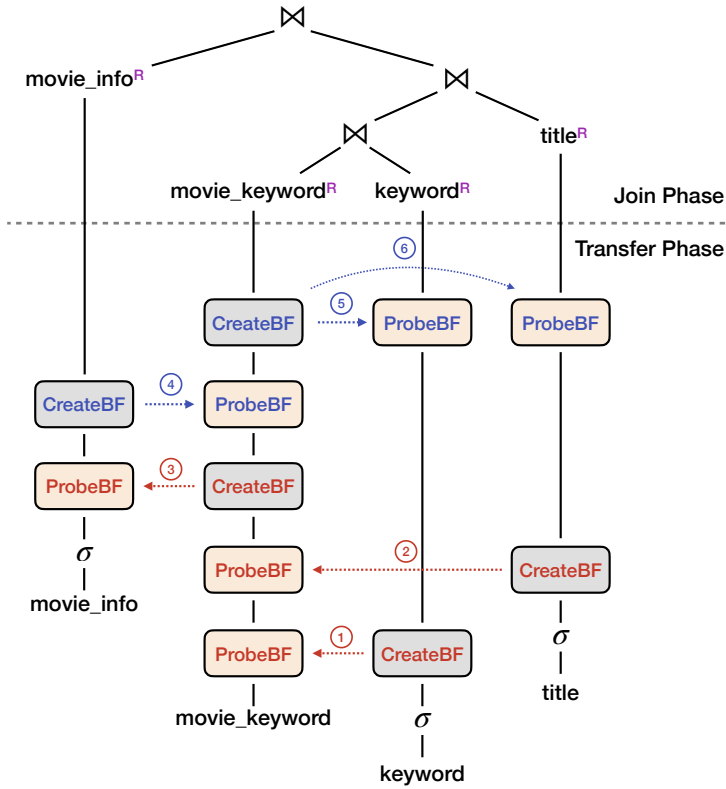 ⋈
movie_infoR
⋈
⋈
titleR
movie_keywordR keywordR
Join Phase
Transfer Phase
6
CreateBF 5 ProbeBF ProbeBF
CreateBF 4 ProbeBF
ProbeBF 3 CreateBF
σ ProbeBF 2 CreateBF
movie_info
ProbeBF 1 CreateBF σ
title
movie_keyword σ
keyword